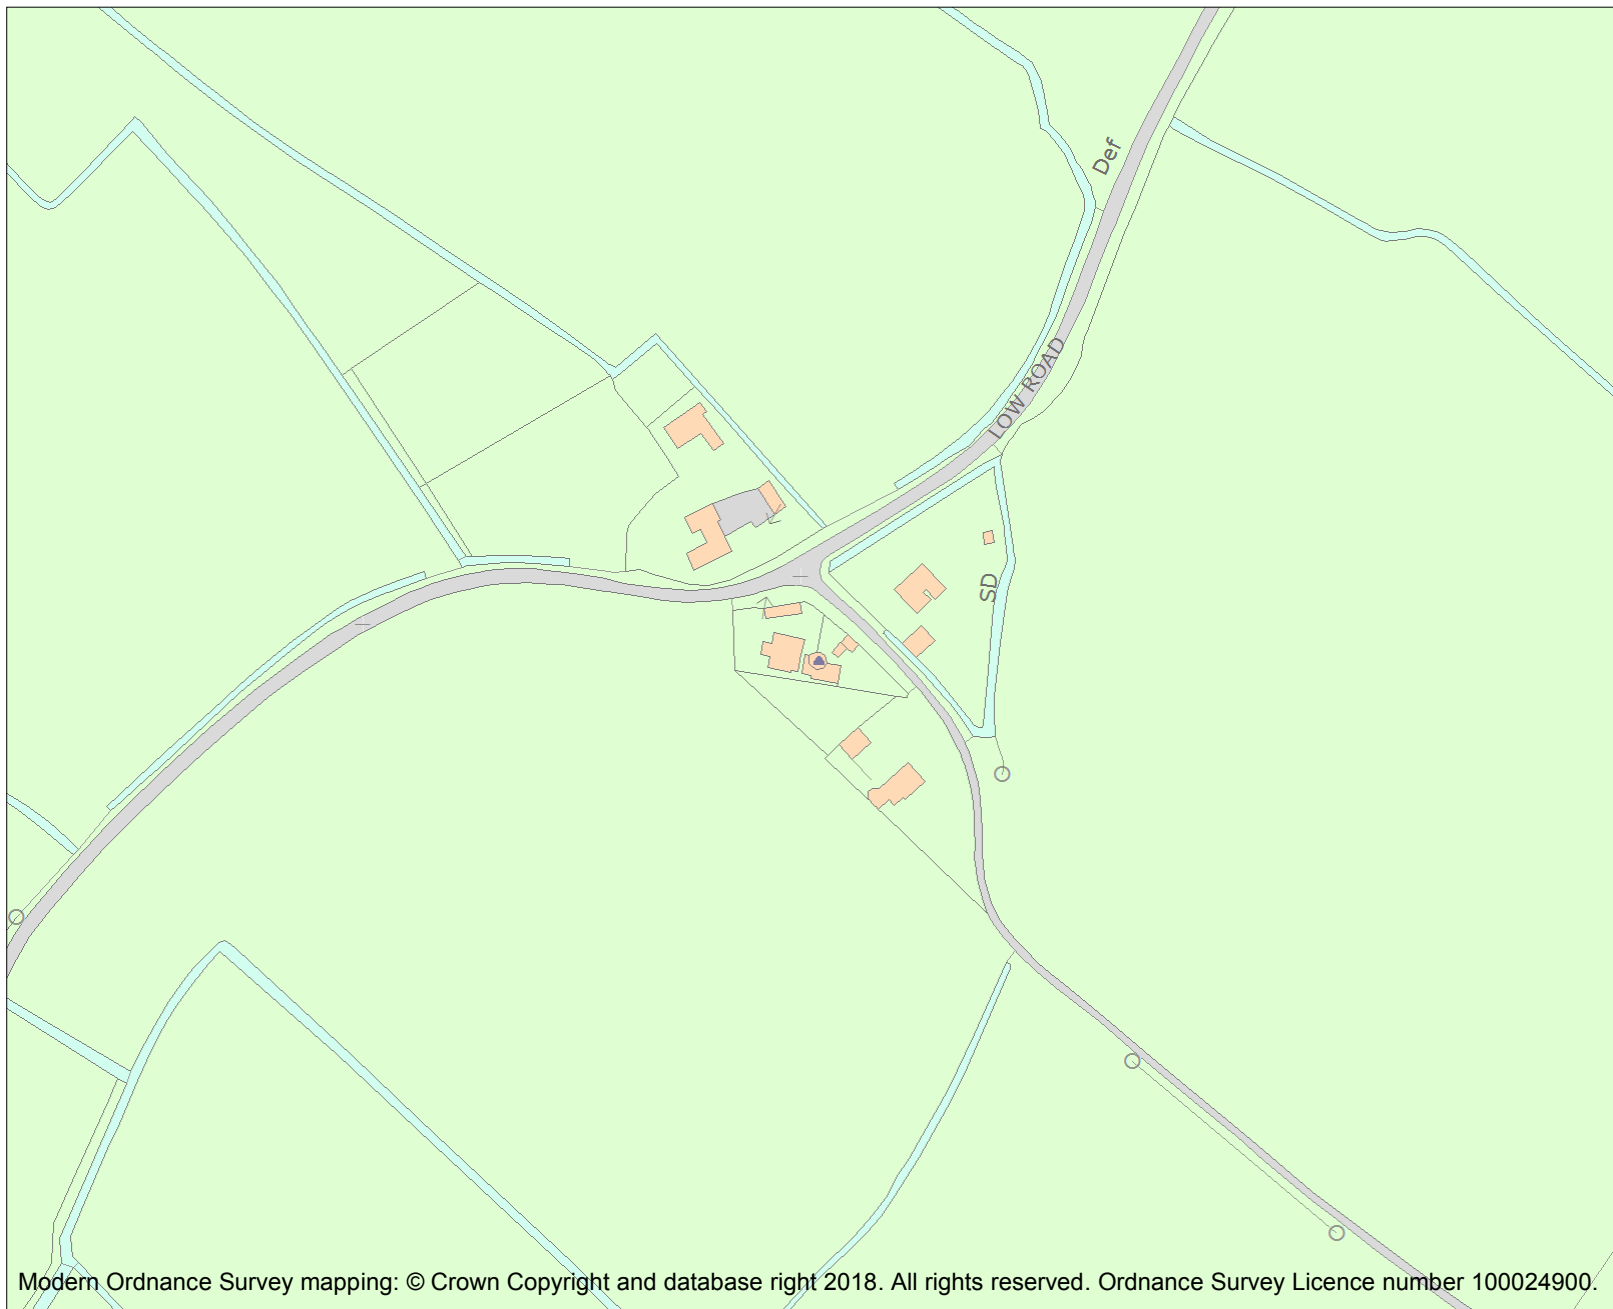 Def
LOW ROAD
SD
Modern Ordnance Survey mapping: © Crown Copyright and database right 2018. All rights reserved. Ordnance Survey Licence number 100024900.